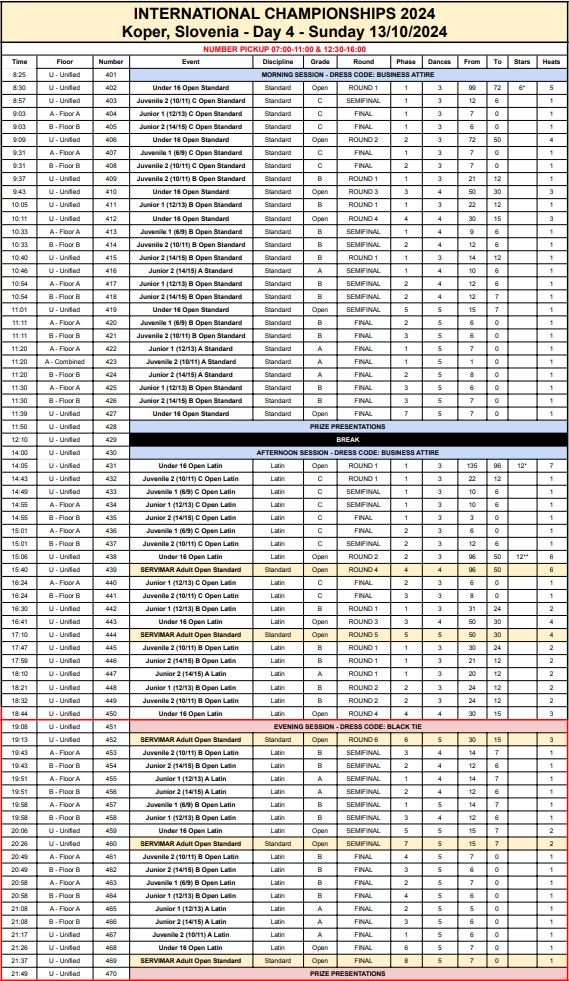 INTERNATIONAL CHAMPIONSHIPS 2024
Koper, Slovenia - Day 4 - Sunday 13/10/2024
NUMBER PICKUP 07:00-11:00 & 12:30-16:00
Time Floor Number Event Discipline Grade Round Phase Dances From To Stars Heats
8:25 U - Unified 401 MORNING SESSION - DRESS CODE: BUSINESS ATTIRE
8:30 U - Unified 402 Under 16 Open Standard Standard Open ROUND 1 1 3 99 72 6* 5
8:57 U - Unified 403 Juvenile 2 (10/11) C Open Standard Standard C SEMIFINAL 1 3 12 6 1
9:03 A - Floor A 404 Junior 1 (12/13) C Open Standard Standard C FINAL 1 3 7 0 1
9:03 B - Floor B 405 Junior 2 (14/15) C Open Standard Standard C FINAL 1 3 6 0 1
9:09 U - Unified 406 Under 16 Open Standard Standard Open ROUND 2 2 3 72 50 4
9:31 A - Floor A 407 Juvenile 1 (6/9) C Open Standard Standard C FINAL 1 3 7 0 1
9:31 B - Floor B 408 Juvenile 2 (10/11) C Open Standard Standard C FINAL 2 3 7 0 1
9:37 U - Unified 409 Juvenile 2 (10/11) B Open Standard Standard B ROUND 1 1 3 21 12 1
9:43 U - Unified 410 Under 16 Open Standard Standard Open ROUND 3 3 4 50 30 3
10:05 U - Unified 411 Junior 1 (12/13) B Open Standard Standard B ROUND 1 1 3 22 12 1
10:11 U - Unified 412 Under 16 Open Standard Standard Open ROUND 4 4 4 30 15 3
10:33 A - Floor A 413 Juvenile 1 (6/9) B Open Standard Standard B SEMIFINAL 1 4 9 6 1
10:33 B - Floor B 414 Juvenile 2 (10/11) B Open Standard Standard B SEMIFINAL 2 4 12 6 1
10:40 U - Unified 415 Junior 2 (14/15) B Open Standard Standard B ROUND 1 1 3 14 12 1
10:46 U - Unified 416 Junior 2 (14/15) A Standard Standard A SEMIFINAL 1 4 10 6 1
10:54 A - Floor A 417 Junior 1 (12/13) B Open Standard Standard B SEMIFINAL 2 4 12 6 1
10:54 B - Floor B 418 Junior 2 (14/15) B Open Standard Standard B SEMIFINAL 2 4 12 7 1
11:01 U - Unified 419 Under 16 Open Standard Standard Open SEMIFINAL 5 5 15 7 1
11:11 A - Floor A 420 Juvenile 1 (6/9) B Open Standard Standard B FINAL 2 5 6 0 1
11:11 B - Floor B 421 Juvenile 2 (10/11) B Open Standard Standard B FINAL 3 5 6 0 1
11:20 A - Floor A 422 Junior 1 (12/13) A Standard Standard A FINAL 1 5 7 0 1
11:20 A - Combined 423 Juvenile 2 (10/11) A Open Standard Standard A FINAL 1 5 1 0 1
11:20 B - Floor B 424 Junior 2 (14/15) A Open Standard Standard A FINAL 2 5 8 0 1
11:30 A - Floor A 425 Junior 1 (12/13) B Open Standard Standard B FINAL 3 5 6 0 1
11:30 B - Floor B 426 Junior 2 (14/15) B Open Standard Standard B FINAL 3 5 7 0 1
11:39 U - Unified 427 Under 16 Open Standard Standard Open FINAL 7 5 7 0 1
11:50 U - Unified 428 PRIZE PRESENTATIONS
12:10 U - Unified 429 BREAK
14:00 U - Unified 430 AFTERNOON SESSION - DRESS CODE: BUSINESS ATTIRE
14:05 U - Unified 431 Under 16 Open Latin Latin Open ROUND 1 1 3 135 96 12* 7
14:43 U - Unified 432 Juvenile 2 (10/11) C Open Latin Latin C ROUND 1 1 3 22 12 1
14:49 U - Unified 433 Juvenile 1 (6/9) C Open Latin Latin C SEMIFINAL 1 3 10 6 1
14:55 A - Floor A 434 Junior 1 (12/13) C Open Latin Latin C SEMIFINAL 1 3 10 6 1
14:55 B - Floor B 435 Junior 2 (14/15) C Open Latin Latin C FINAL 1 3 3 0 1
15:01 A - Floor A 436 Juvenile 1 (6/9) C Open Latin Latin C FINAL 2 3 6 0 1
15:01 B - Floor B 437 Juvenile 2 (10/11) C Open Latin Latin C SEMIFINAL 2 3 12 6 1
15:06 U - Unified 438 Under 16 Open Latin Latin Open ROUND 2 2 3 96 50 12** 6
15:40 U - Unified 439 SERVIMAR Adult Open Standard Standard Open ROUND 4 4 4 96 50 6
16:24 A - Floor A 440 Junior 1 (12/13) C Open Latin Latin C FINAL 2 3 6 0 1
16:24 B - Floor B 441 Juvenile 2 (10/11) C Open Latin Latin C FINAL 3 3 8 0 1
16:30 U - Unified 442 Junior 1 (12/13) B Open Latin Latin B ROUND 1 1 3 31 24 2
16:41 U - Unified 443 Under 16 Open Latin Latin Open ROUND 3 3 4 50 30 4
17:10 U - Unified 444 SERVIMAR Adult Open Standard Standard Open ROUND 5 5 5 50 30 4
17:47 U - Unified 445 Juvenile 2 (10/11) B Open Latin Latin B ROUND 1 1 3 30 24 2
17:59 U - Unified 446 Junior 2 (14/15) B Open Latin Latin B ROUND 1 1 3 21 12 2
18:10 U - Unified 447 Junior 2 (14/15) A Latin Latin A ROUND 1 1 3 20 12 2
18:21 U - Unified 448 Junior 1 (12/13) B Open Latin Latin B ROUND 2 2 3 24 12 2
18:32 U - Unified 449 Juvenile 2 (10/11) B Open Latin Latin B ROUND 2 2 3 24 12 2
18:44 U - Unified 450 Under 16 Open Latin Latin Open ROUND 4 4 4 30 15 3
19:08 U - Unified 451 EVENING SESSION - DRESS CODE: BLACK TIE
19:13 U - Unified 452 SERVIMAR Adult Open Standard Standard Open ROUND 6 6 5 30 15 3
19:43 A - Floor A 453 Juvenile 2 (10/11) B Open Latin Latin B SEMIFINAL 3 4 12 6 1
19:43 B - Floor B 454 Junior 2 (14/15) B Open Latin Latin B SEMIFINAL 2 4 12 6 1
19:51 A - Floor A 455 Junior 1 (12/13) A Latin Latin A SEMIFINAL 1 4 14 7 1
19:51 B - Floor B 456 Junior 2 (14/15) A Latin Latin A SEMIFINAL 2 4 12 6 1
19:58 A - Floor A 457 Juvenile 1 (6/9) B Open Latin Latin B SEMIFINAL 1 5 14 7 1
19:58 B - Floor B 458 Junior 1 (12/13) B Open Latin Latin B SEMIFINAL 3 4 12 6 1
20:06 U - Unified 459 Under 16 Open Latin Latin Open SEMIFINAL 5 5 15 7 2
20:26 U - Unified 460 SERVIMAR Adult Open Standard Standard Open SEMIFINAL 7 5 15 7 2
20:49 A - Floor A 461 Juvenile 2 (10/11) B Open Latin Latin B FINAL 4 5 6 0 1
20:49 B - Floor B 462 Junior 2 (14/15) B Open Latin Latin B FINAL 3 5 6 0 1
20:58 A - Floor A 463 Juvenile 1 (6/9) B Open Latin Latin B FINAL 2 5 7 0 1
20:58 B - Floor B 464 Junior 1 (12/13) B Open Latin Latin B FINAL 4 5 6 0 1
21:08 A - Floor A 465 Junior 1 (12/13) A Latin Latin A FINAL 2 5 7 0 1
21:08 B - Floor B 466 Junior 2 (14/15) A Latin Latin A FINAL 3 5 6 0 1
21:17 U - Unified 467 Juvenile 2 (10/11) A Latin Latin A FINAL 1 5 6 0 1
21:26 U - Unified 468 Under 16 Open Latin Latin Open FINAL 6 5 7 0 1
21:37 U - Unified 469 SERVIMAR Adult Open Standard Standard Open FINAL 8 5 7 0 1
21:49 U - Unified 470 PRIZE PRESENTATIONS